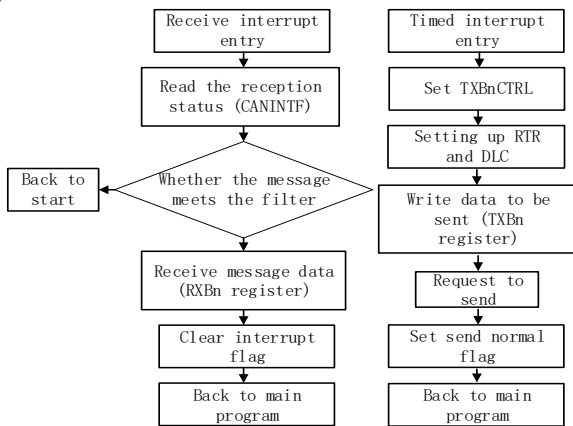 Receive interrupt
entry
Read the reception
status (CANINTF)
Whether the message
meets the filter
Back to
start
Receive message data
(RXBn register)
Clear interrupt
flag
Back to main
program
Timed interrupt
entry
Set TXBnCTRL
Setting up RTR
and DLC
Write data to be
sent (TXBn
register)
Request to
send
Set send normal
flag
Back to main
program